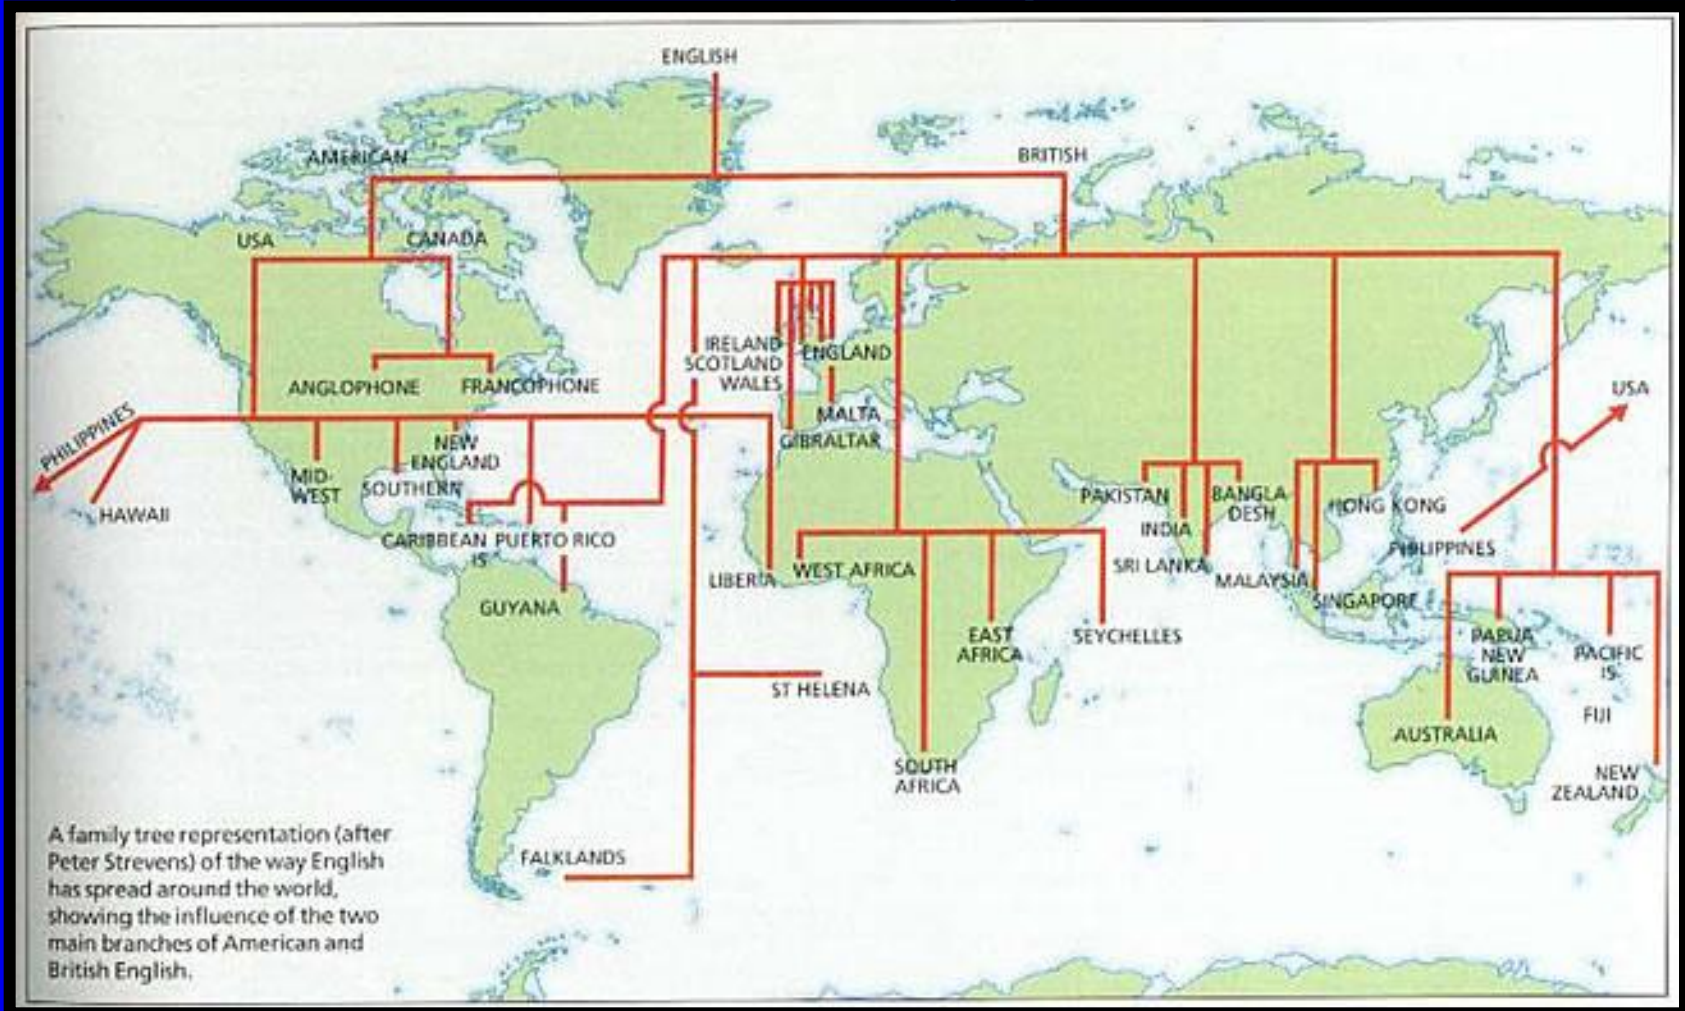 ENGLISH
AMERICAN
BRITISH
USA
CANADA
ANGLOPHONE
FRANCOPHONE
IRELAND
SCOTLAND
WALES
ENGLAND
MALTA
GIBRALTAR
USA
PHILIPPINES
HAWAII
MID-
WEST
SOUTHERN
NEW
ENGLAND
CARIBBEAN
IS
PUERTO RICO
GUYANA
LIBERIA
WEST AFRICA
EAST
AFRICA
SEYCHELLES
ST HELENA
SOUTH
AFRICA
FALKLANDS
PAKISTAN
INDIA
SRI LANKA
BANGLA
DESH
MALAYSIA
SINGAPORE
HONG KONG
PHILIPPINES
PAPUA
NEW
GUINEA
PACIFIC
IS.
FIJI
AUSTRALIA
NEW
ZEALAND
A family tree representation (after
Peter Strevens) of the way English
has spread around the world,
showing the influence of the two
main branches of American and
British English.